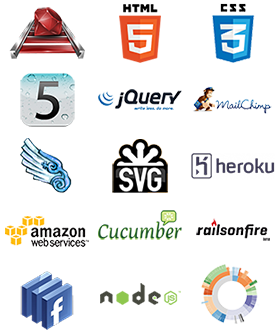 HTML
CSS
5
3
5
jQuery
write less, do more.
MailChimp
SVG
heroku
amazon
web services™
Cucumber
railsonfire
f
node
JS